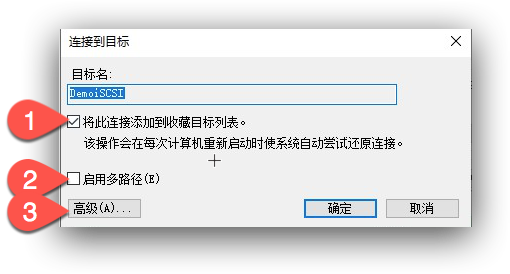 连接到目标
目标名:
DemoiSCSI
1
将此连接添加到收藏目标列表。
该操作会在每次计算机重新启动时使系统自动尝试还原连接。
2
启用多路径(E)
3
高级(A)...
确定
取消